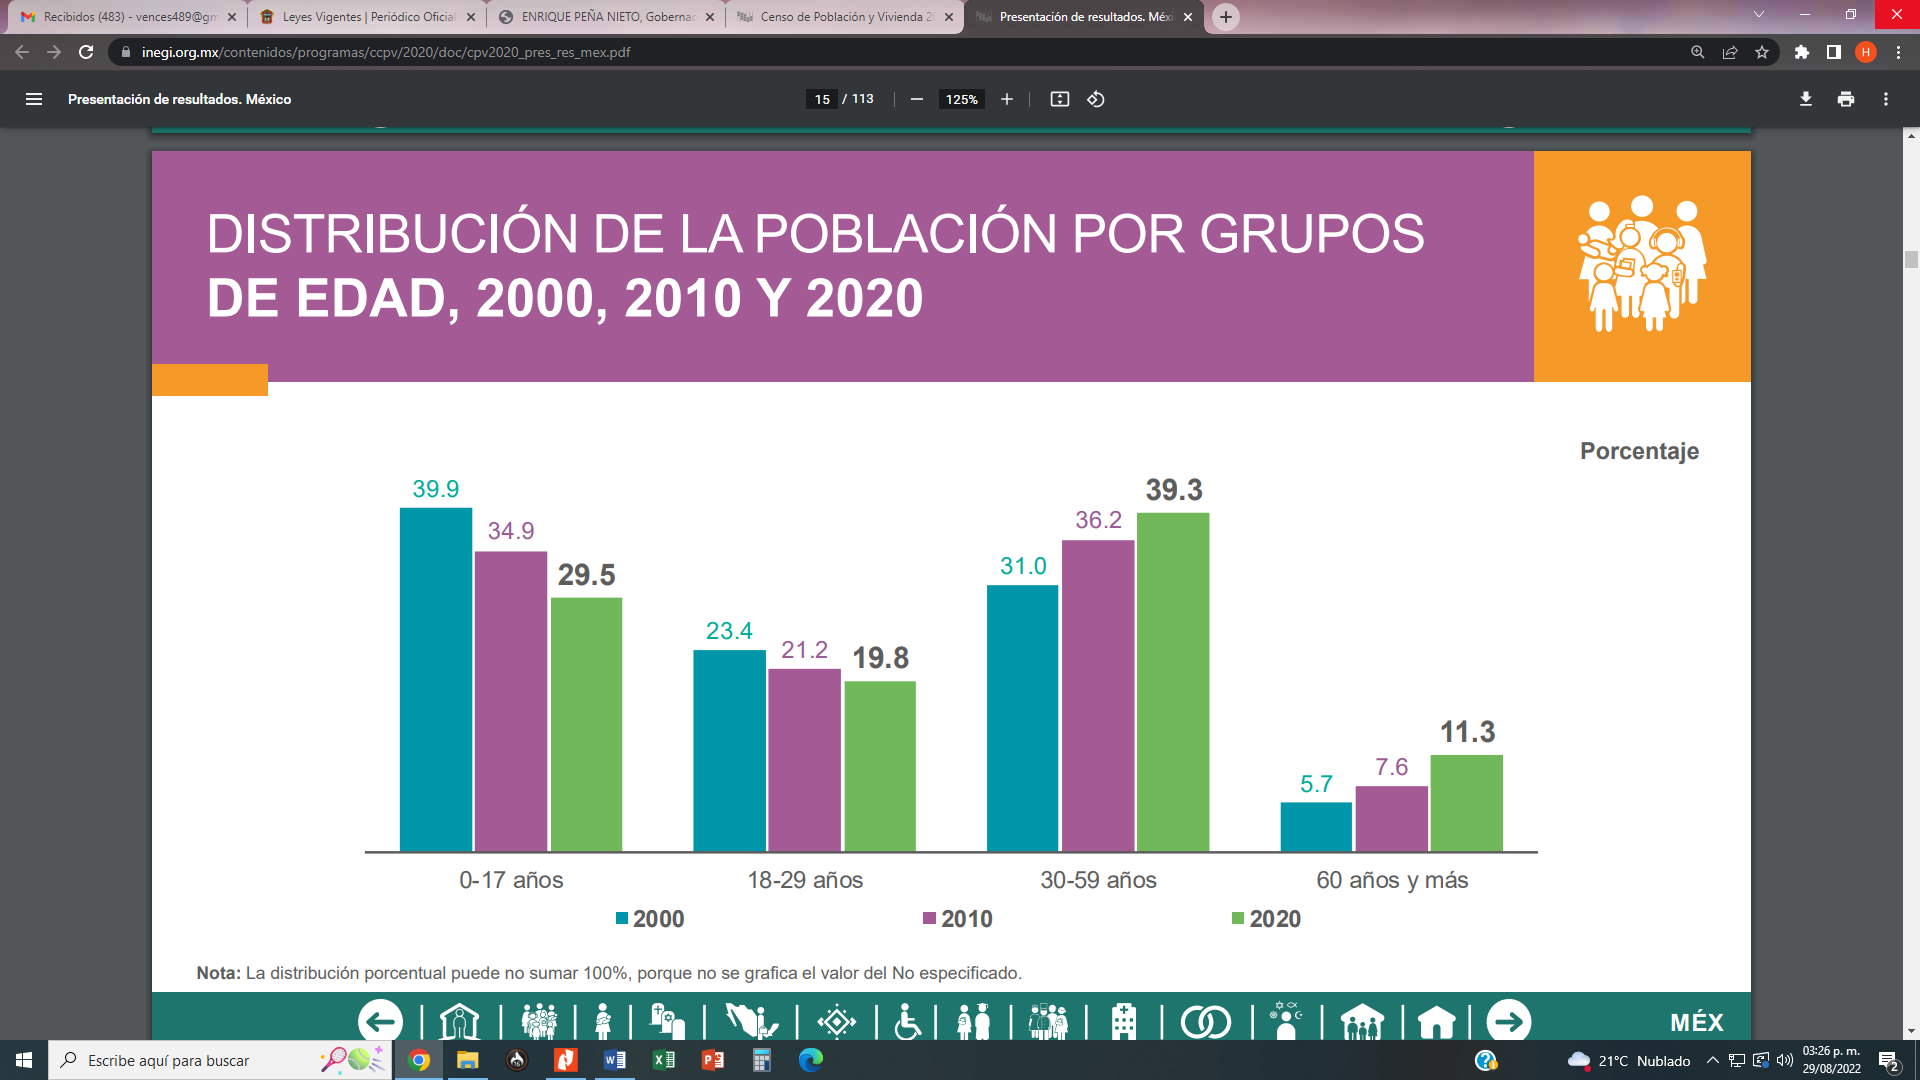 Recibidos (483) - vences489@gm
Leyes Vigentes | Periódico Oficial
ENRIQUE PEÑA NIETO, Gobernac
Censo de Población y Vivienda 20
Presentación de resultados. Méxi
inegi.org.mx/contenidos/programas/ccpv/2020/doc/cpv2020_pres_res_mex.pdf
H
Presentación de resultados. México
15 / 113
125%
DISTRIBUCIÓN DE LA POBLACIÓN POR GRUPOS
DE EDAD, 2000, 2010 Y 2020
Porcentaje
39.9
34.9
29.5
23.4
21.2
19.8
31.0
36.2
39.3
5.7
7.6
11.3
0-17 años
18-29 años
30-59 años
60 años y más
2000
2010
2020
Nota: La distribución porcentual puede no sumar 100%, porque no se grafica el valor del No especificado.
MÉX
Escribe aquí para buscar
21°C Nublado
03:26 p. m.
29/08/2022
2